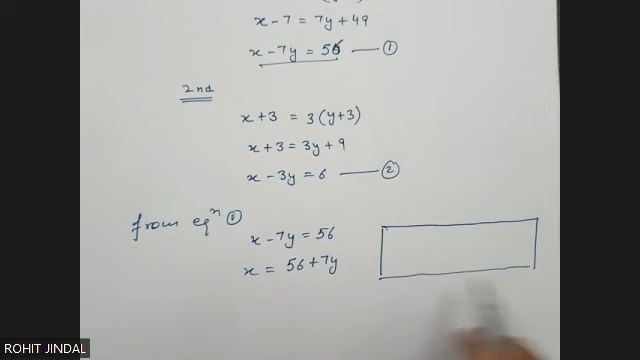 x - 7 = 7y + 49
x - 7y = 56 — ①
2nd
x + 3 = 3(y+3)
x + 3 = 3y + 9
x - 3y = 6 — ②
from eqⁿ ①
x - 7y = 56
x = 56 + 7y
ROHIT JINDAL